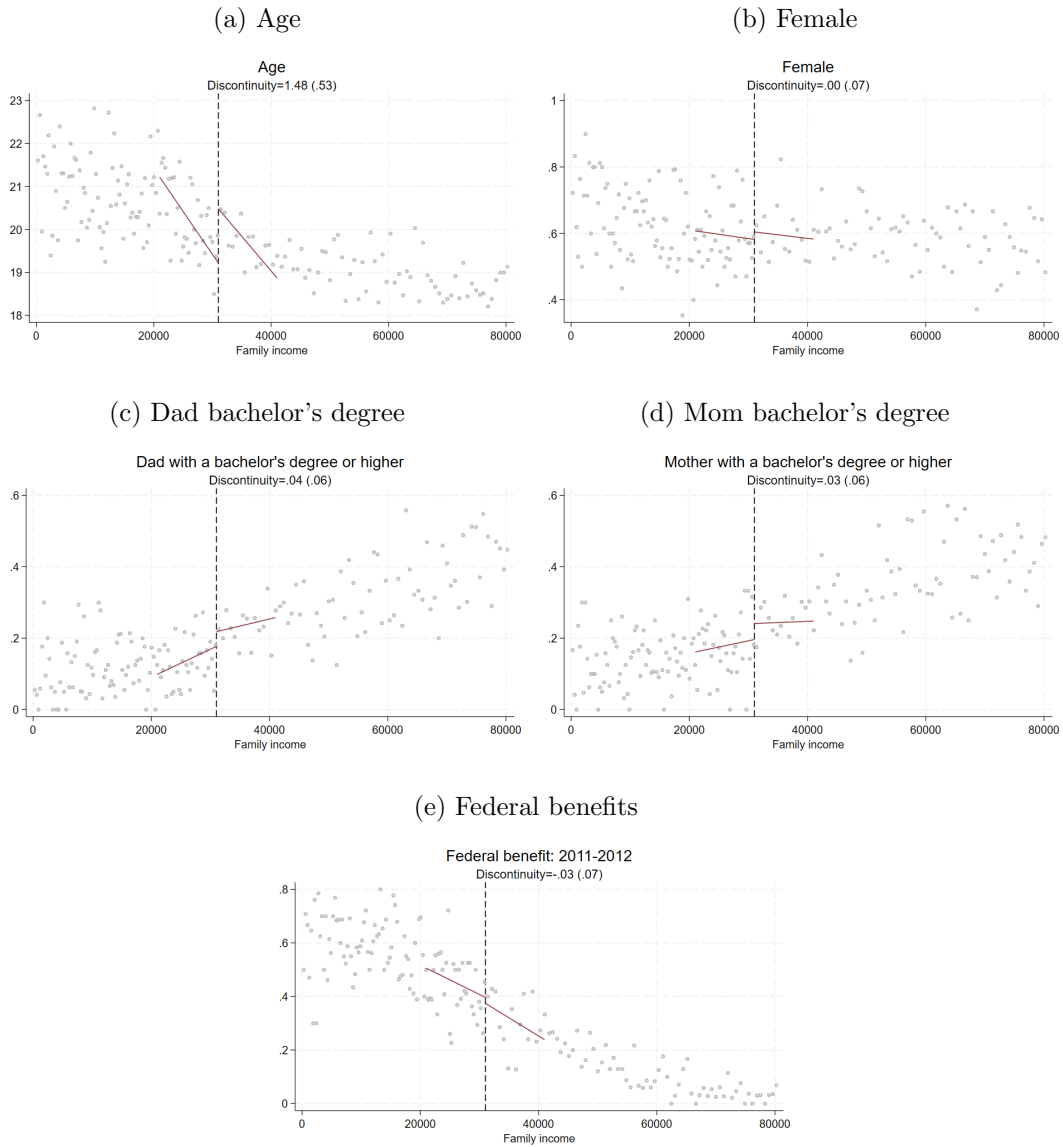 (a) Age
Age
Discontinuity=1.48 (.53)
23
22
21
20
19
18
0 20000 40000 60000 80000
Family income
(b) Female
Female
Discontinuity=.00 (.07)
1
.8
.6
.4
0 20000 40000 60000 80000
Family income
(c) Dad bachelor's degree
Dad with a bachelor's degree or higher
Discontinuity=.04 (.06)
.6
.4
.2
0
0 20000 40000 60000 80000
Family income
(d) Mom bachelor's degree
Mother with a bachelor's degree or higher
Discontinuity=.03 (.06)
.6
.4
.2
0
0 20000 40000 60000 80000
Family income
(e) Federal benefits
Federal benefit: 2011-2012
Discontinuity=-.03 (.07)
.8
.6
.4
.2
0
0 20000 40000 60000 80000
Family income